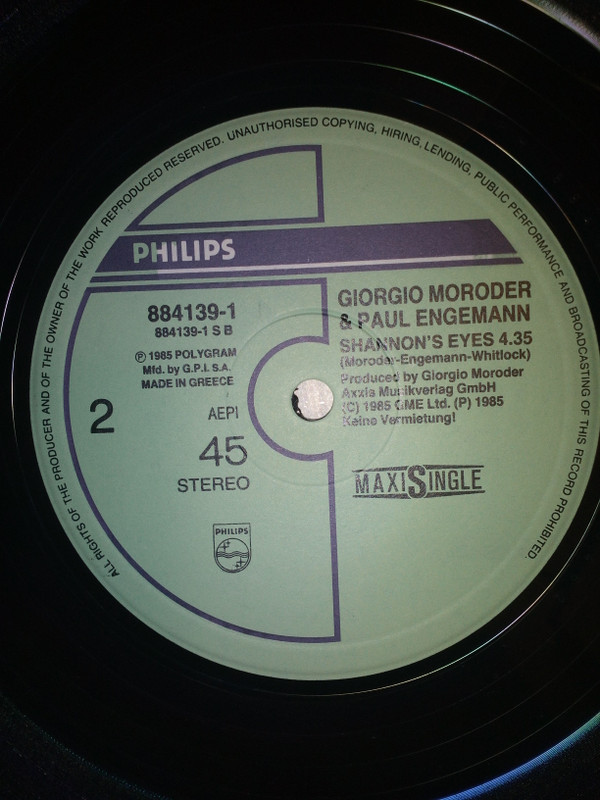 ALL RIGHTS OF THE PRODUCER AND OF THE OWNER OF THE WORK REPRODUCED RESERVED. UNAUTHORISED COPYING, HIRING, LENDING, PUBLIC PERFORMANCE AND BROADCASTING OF THIS RECORD PROHIBITED.
PHILIPS
884139-1
884139-1 S B
℗ 1985 POLYGRAM
Mfd. by G.P.I. S.A.
MADE IN GREECE
2
AEPI
45
STEREO
PHILIPS
GIORGIO MORODER
& PAUL ENGEMANN
SHANNON'S EYES 4.35
(Moroder-Engemann-Whitlock)
Produced by Giorgio Moroder
Axxis Musikverlag GmbH
(C) 1985 GME Ltd. (P) 1985
Keine Vermietung!
MAXI SINGLE